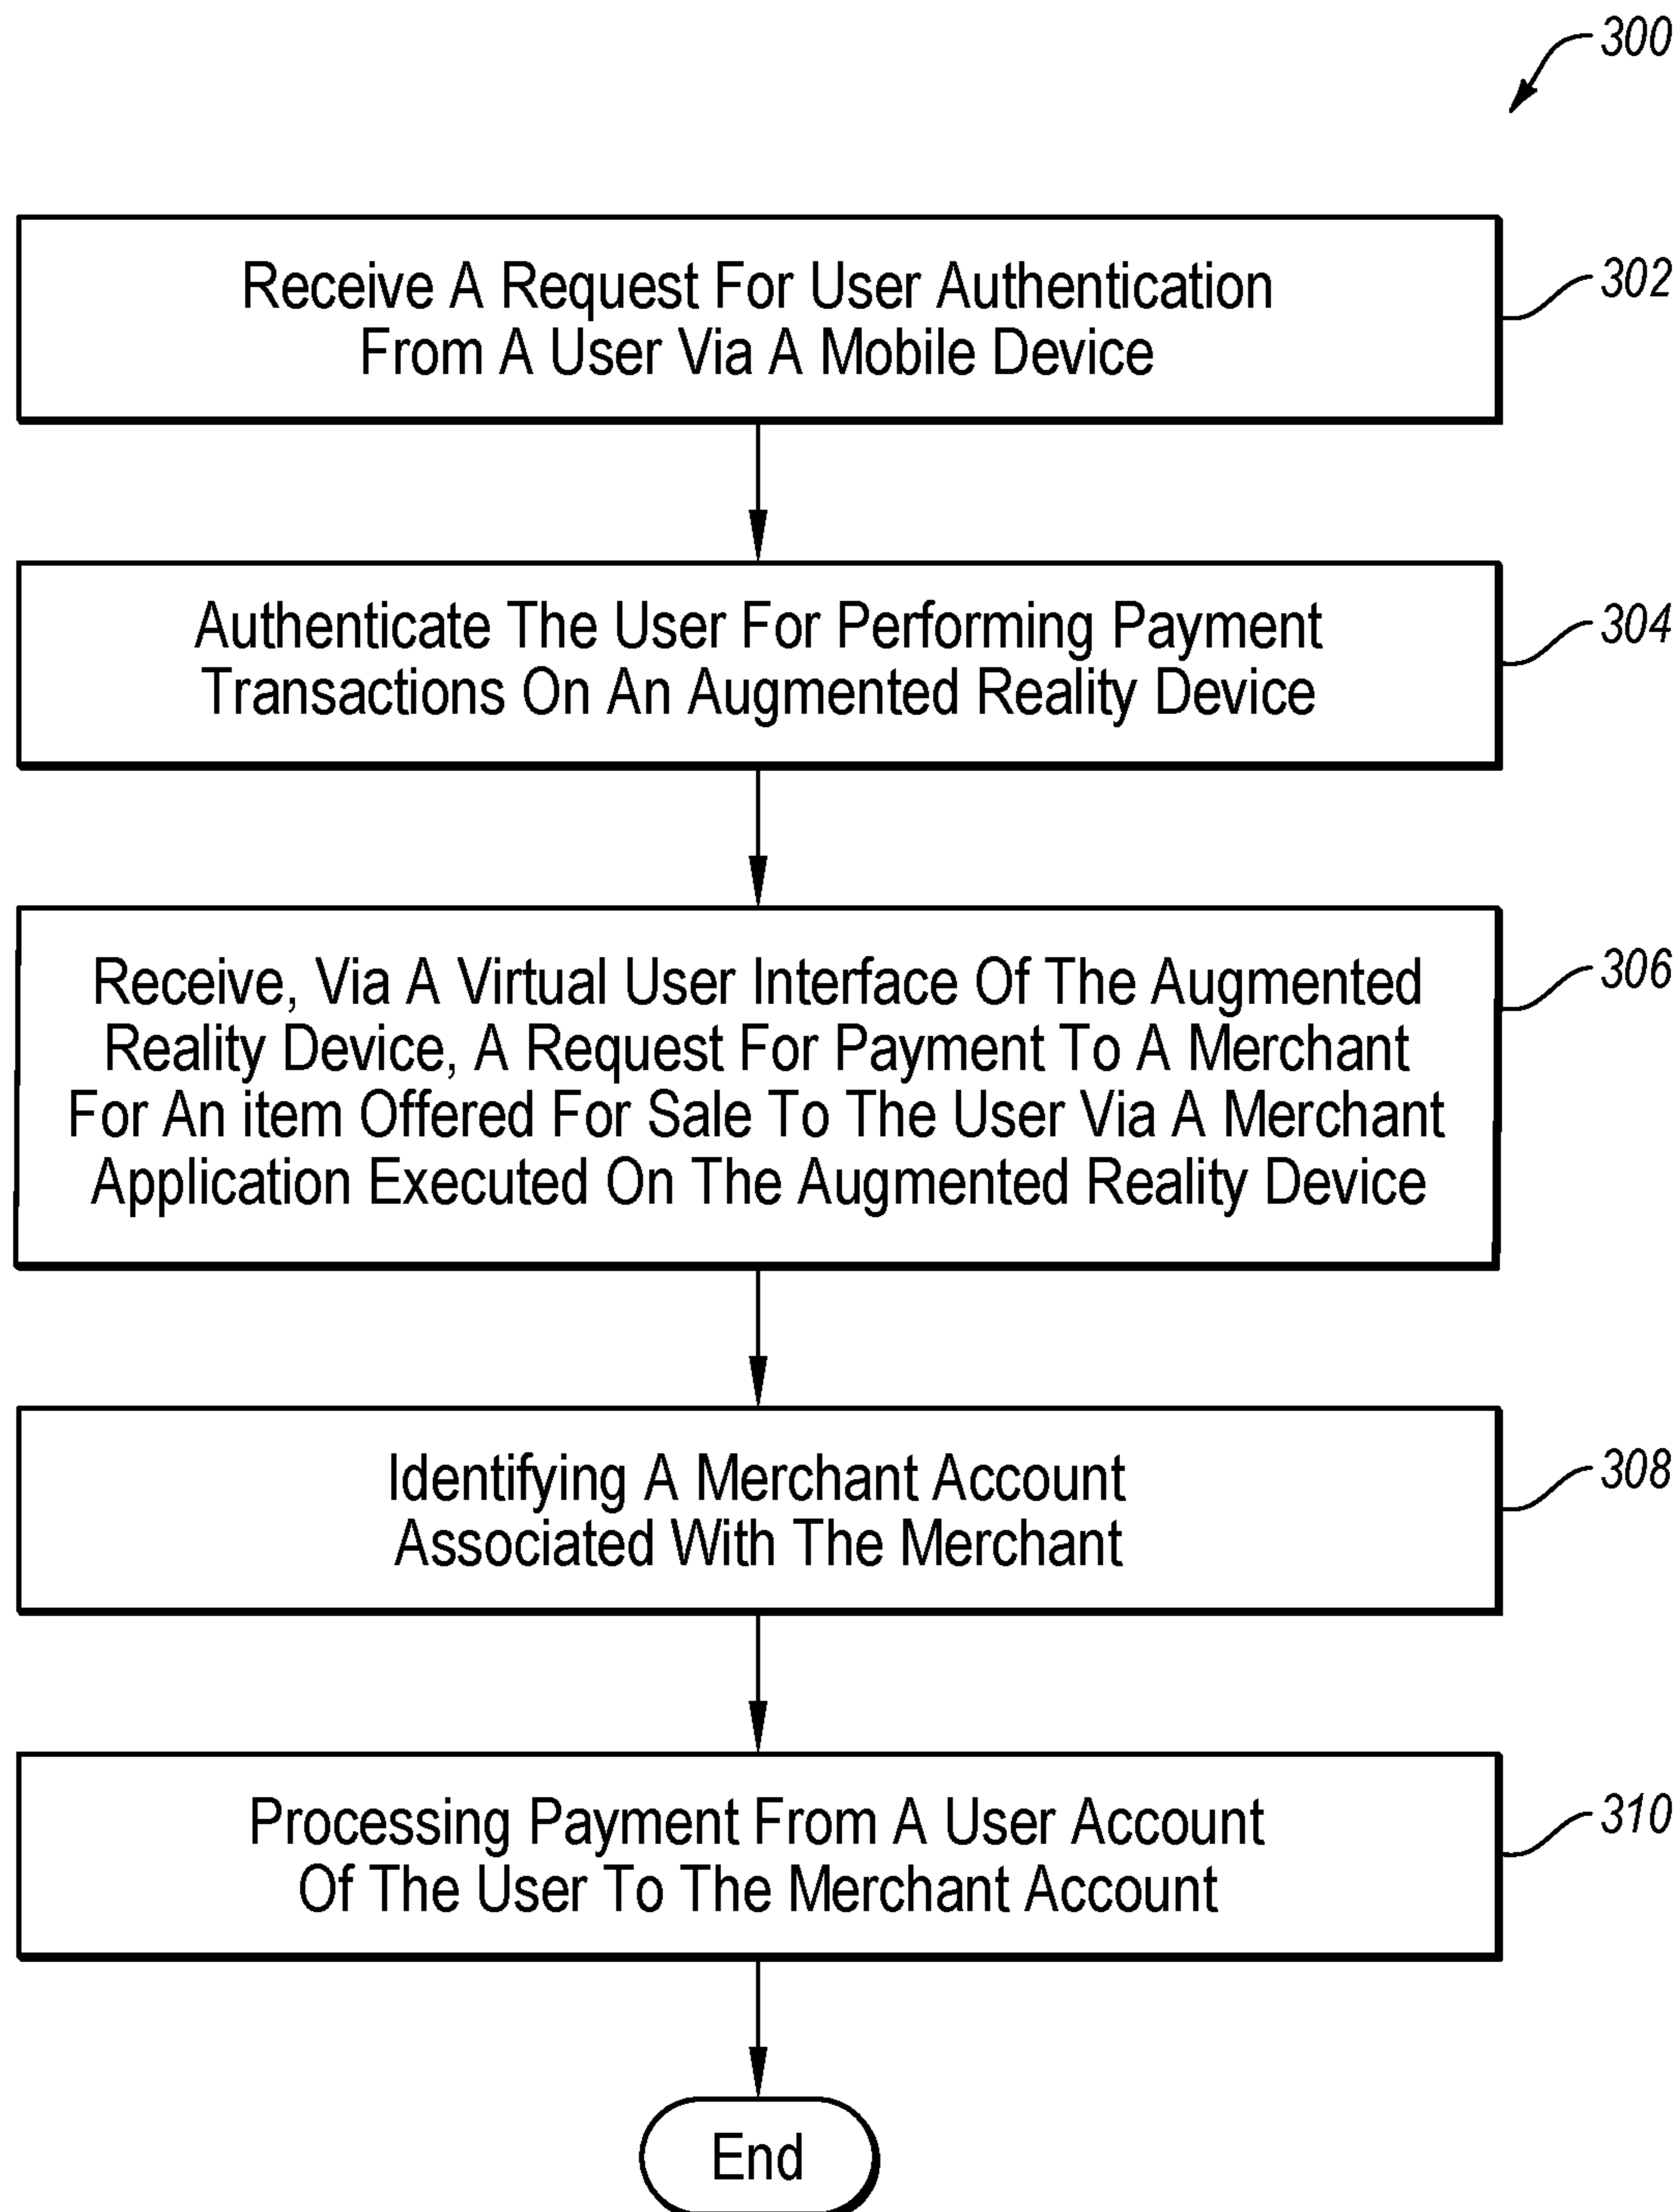 300
Receive A Request For User Authentication
From A User Via A Mobile Device
302
Authenticate The User For Performing Payment
Transactions On An Augmented Reality Device
304
Receive, Via A Virtual User Interface Of The Augmented
Reality Device, A Request For Payment To A Merchant
For An item Offered For Sale To The User Via A Merchant
Application Executed On The Augmented Reality Device
306
Identifying A Merchant Account
Associated With The Merchant
308
Processing Payment From A User Account
Of The User To The Merchant Account
310
End